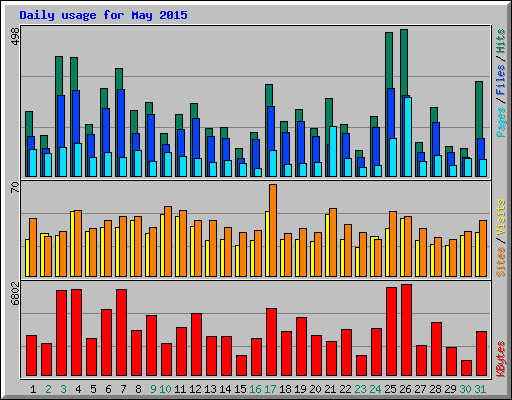 Daily usage for May 2015
498
Pages / Files / Hits
70
Sites / Visits
6802
KBytes
1 2 3 4 5 6 7 8 9 10 11 12 13 14 15 16 17 18 19 20 21 22 23 24 25 26 27 28 29 30 31